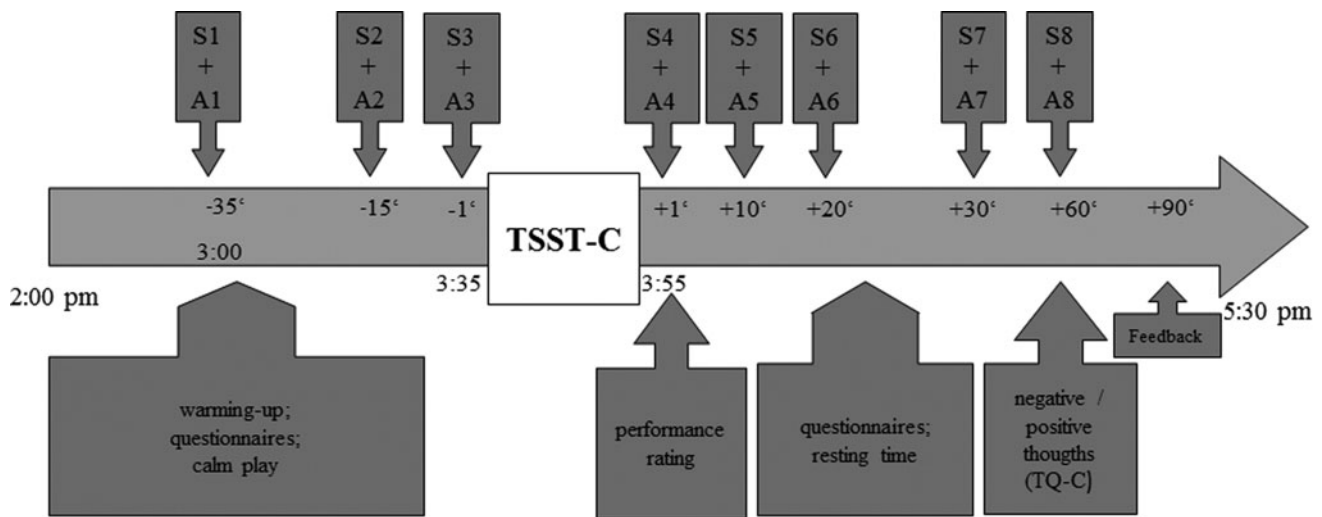 S1
+
A1
S2
+
A2
S3
+
A3
S4
+
A4
S5
+
A5
S6
+
A6
S7
+
A7
S8
+
A8
-35‘
-15‘
-1‘
+1‘
+10‘
+20‘
+30‘
+60‘
+90‘
TSST-C
3:00
3:35
3:55
2:00 pm
5:30 pm
warming-up;
questionnaires;
calm play
performance
rating
questionnaires;
resting time
negative /
positive
thougths
(TQ-C)
Feedback